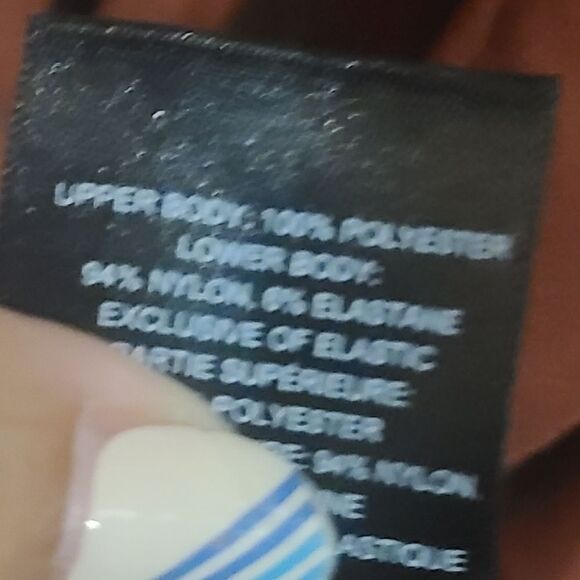 UPPER BODY: 100% POLYESTER
LOWER BODY:
94% NYLON, 6% ELASTANE
EXCLUSIVE OF ELASTIC
PARTIE SUPÉRIEURE:
POLYESTER
94% NYLON,